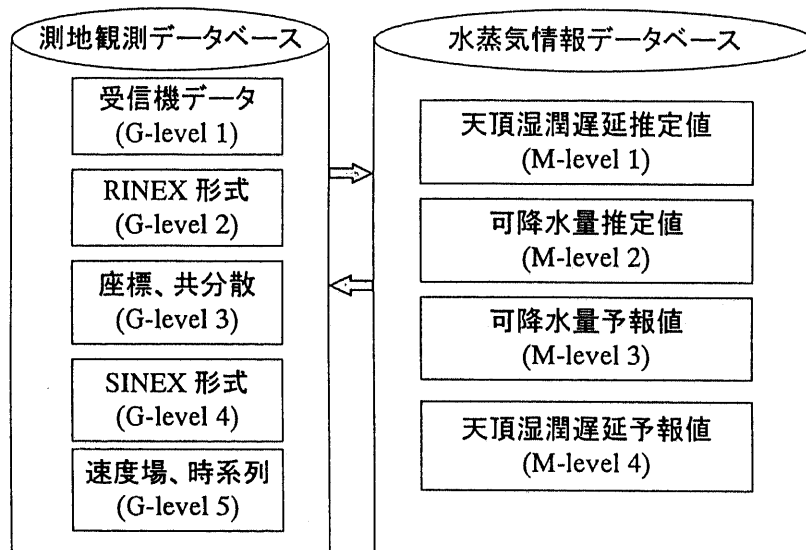 測地観測データベース
受信機データ
(G-level 1)
RINEX 形式
(G-level 2)
座標、共分散
(G-level 3)
SINEX 形式
(G-level 4)
速度場、時系列
(G-level 5)
水蒸気情報データベース
天頂湿潤遅延推定値
(M-level 1)
可降水量推定値
(M-level 2)
可降水量予報値
(M-level 3)
天頂湿潤遅延予報値
(M-level 4)